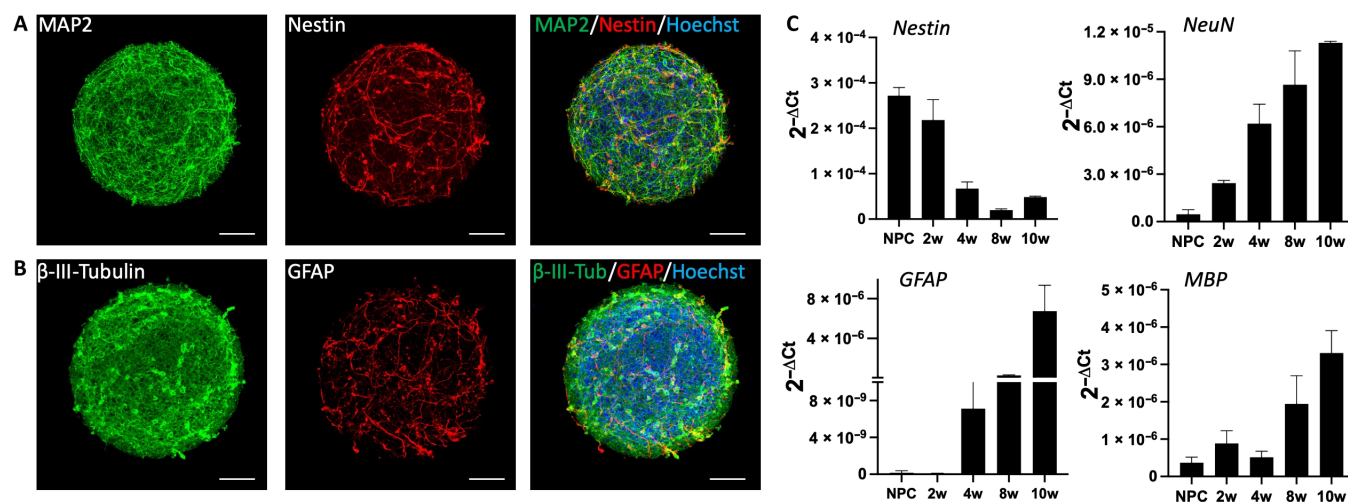 A
MAP2
Nestin
MAP2/Nestin/Hoechst
B
β-III-Tubulin
GFAP
β-III-Tub/GFAP/Hoechst
C
Nestin
2^−ΔCt
4 × 10⁻⁴
3 × 10⁻⁴
2 × 10⁻⁴
1 × 10⁻⁴
0
NPC 2w 4w 8w 10w
NeuN
2^−ΔCt
1.2 × 10⁻⁵
9.0 × 10⁻⁶
6.0 × 10⁻⁶
3.0 × 10⁻⁶
0.0
NPC 2w 4w 8w 10w
GFAP
2^−ΔCt
8 × 10⁻⁶
4 × 10⁻⁶
8 × 10⁻⁹
4 × 10⁻⁹
NPC 2w 4w 8w 10w
MBP
2^−ΔCt
5 × 10⁻⁶
4 × 10⁻⁶
3 × 10⁻⁶
2 × 10⁻⁶
1 × 10⁻⁶
0
NPC 2w 4w 8w 10w